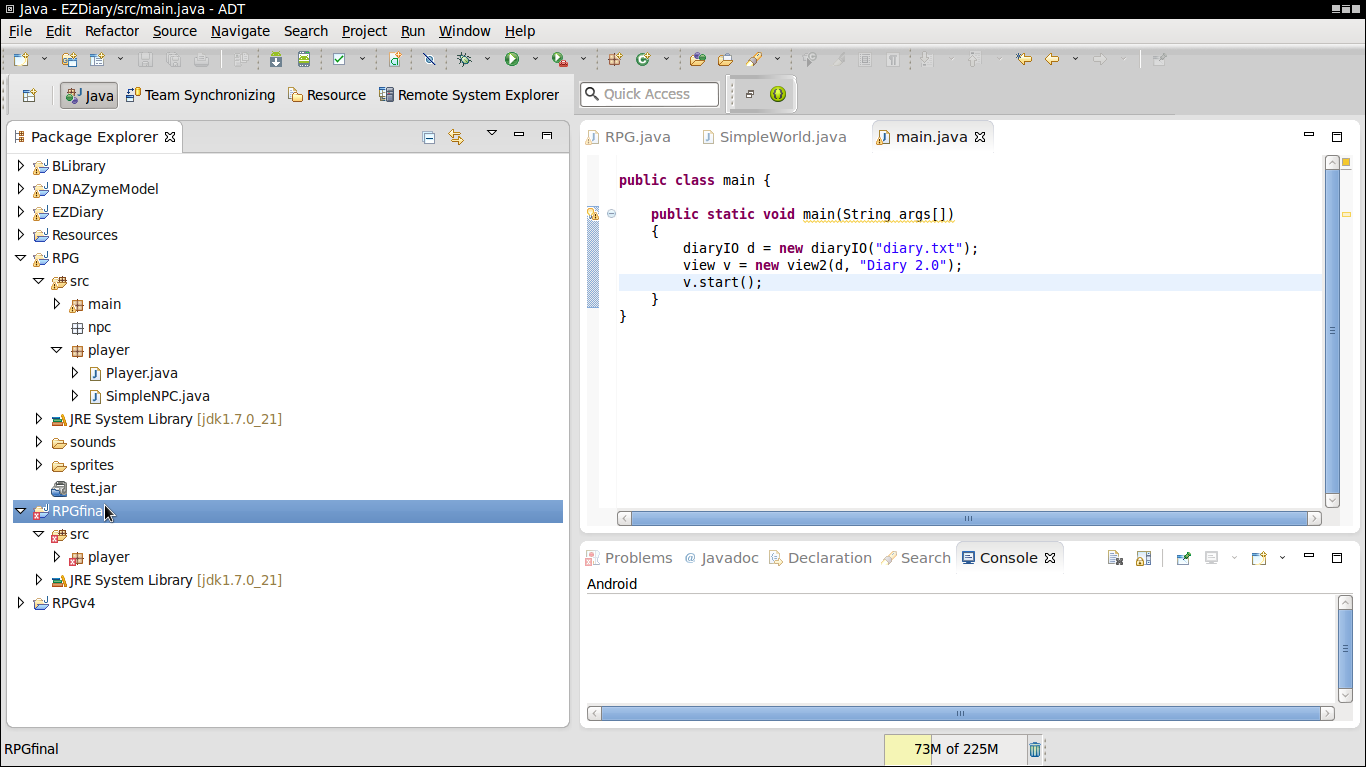 Java - EZDiary/src/main.java - ADT
File Edit Refactor Source Navigate Search Project Run Window Help
Java Team Synchronizing Resource Remote System Explorer Quick Access
Package Explorer
BLibrary
DNAZymeModel
EZDiary
Resources
RPG
src
main
npc
player
Player.java
SimpleNPC.java
JRE System Library [jdk1.7.0_21]
sounds
sprites
test.jar
RPGfinal
src
player
JRE System Library [jdk1.7.0_21]
RPGv4
RPG.java SimpleWorld.java main.java
public class main {
public static void main(String args[])
{
diaryIO d = new diaryIO("diary.txt");
view v = new view2(d, "Diary 2.0");
v.start();
}
}
Problems @ Javadoc Declaration Search Console
Android
RPGfinal
73M of 225M